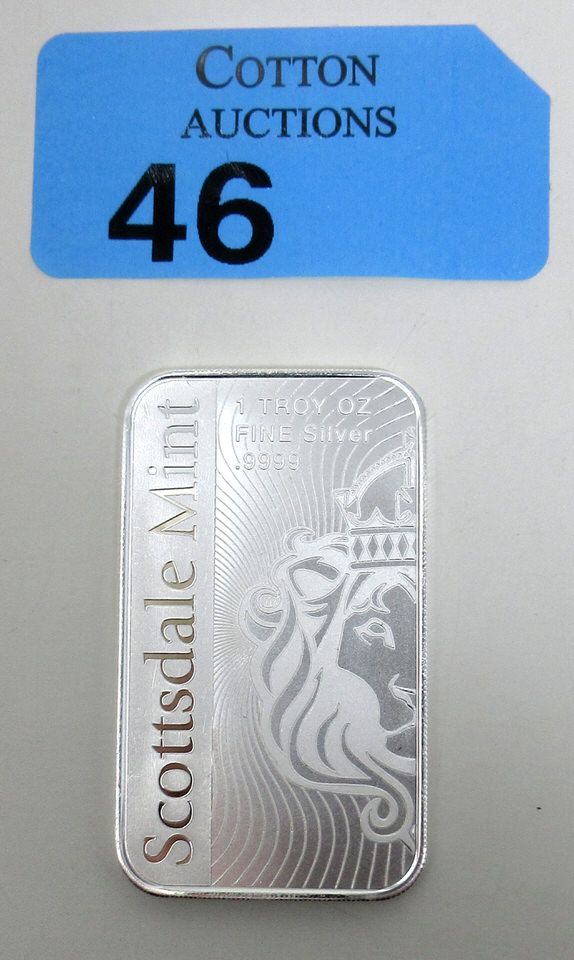 COTTON
AUCTIONS
46
1 TROY OZ
FINE Silver
.9999
Scottsdale Mint